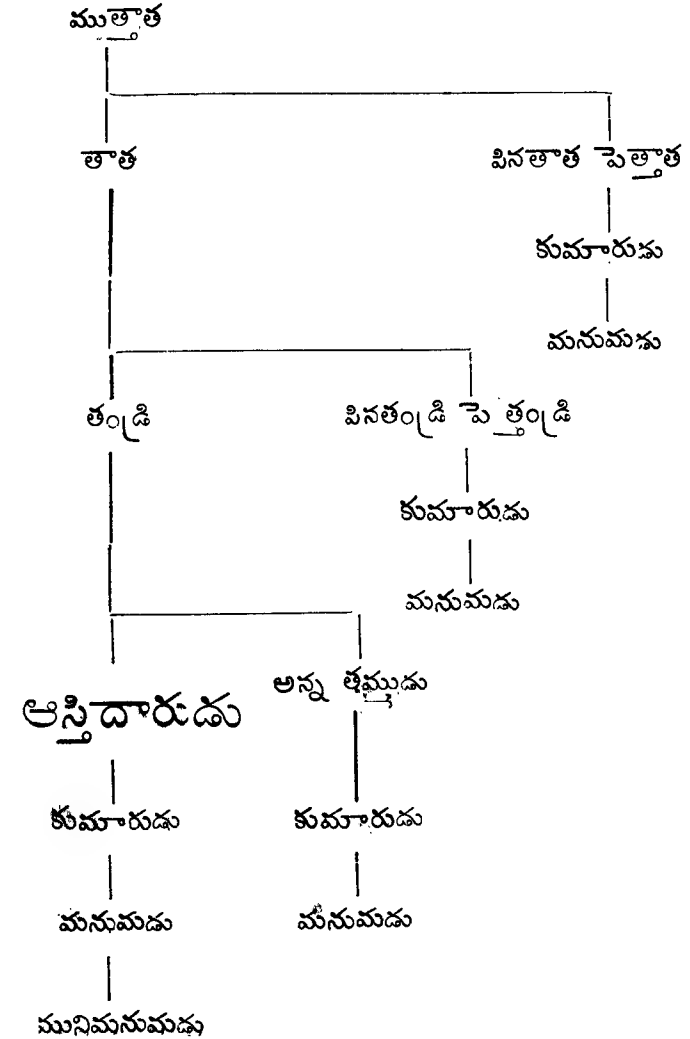 ముత్తాత
తాత
పినతాత పెత్తాత
కుమారుడు
మనుమడు
తండ్రి
పినతండ్రి పెత్తండ్రి
కుమారుడు
మనుమడు
అన్న తమ్ముడు
ఆస్తిదారుడు
కుమారుడు
కుమారుడు
మనుమడు
మనుమడు
మునిమనుమడు